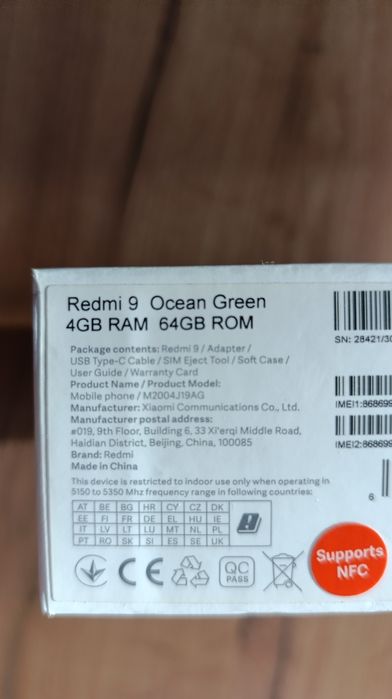 Redmi 9 Ocean Green
4GB RAM 64GB ROM
Package contents: Redmi 9 / Adapter /
USB Type-C Cable / SIM Eject Tool / Soft Case /
User Guide / Warranty Card
Product Name / Product Model:
Mobile phone / M2004J19AG
Manufacturer: Xiaomi Communications Co., Ltd.
Manufacturer postal address:
#019, 9th Floor, Building 6, 33 Xi'erqi Middle Road,
Haidian District, Beijing, China, 100085
Brand: Redmi
Made in China
This device is restricted to indoor use only when operating in
5150 to 5350 Mhz frequency range in following countries:
AT BE BG HR CY CZ DK
EE FI FR DE EL HU IE
IT LV LT LU MT NL PL
PT RO SK SI ES SE UK
CE
QC
PASS
Supports
NFC
SN: 28421/30
IMEI1:868699
IMEI2:868699
6